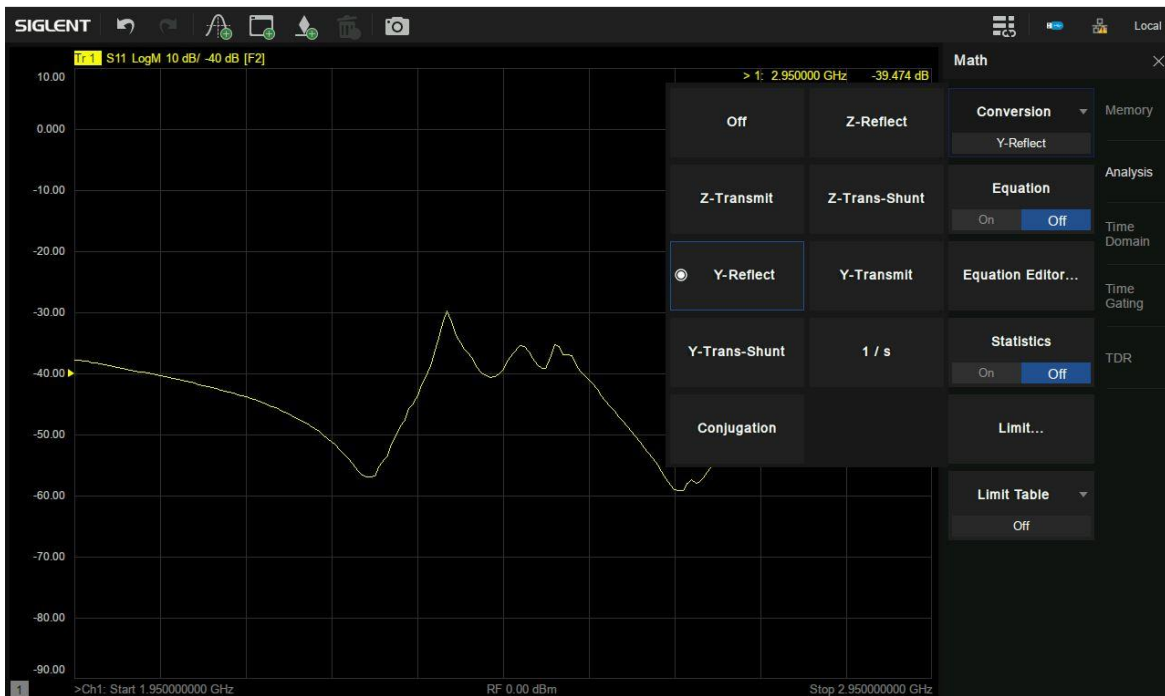 SIGLENT
Local
Tr 1 S11 LogM 10 dB/ -40 dB [F2]
> 1: 2.950000 GHz -39.474 dB
10.00
0.000
-10.00
-20.00
-30.00
-40.00
-50.00
-60.00
-70.00
-80.00
-90.00
Off Z-Reflect
Z-Transmit Z-Trans-Shunt
Y-Reflect Y-Transmit
Y-Trans-Shunt 1 / s
Conjugation
Math
Conversion
Y-Reflect
Equation
On Off
Equation Editor...
Statistics
On Off
Limit...
Limit Table
Off
Memory
Analysis
Time
Domain
Time
Gating
TDR
1 >Ch1: Start 1.950000000 GHz RF 0.00 dBm Stop 2.950000000 GHz